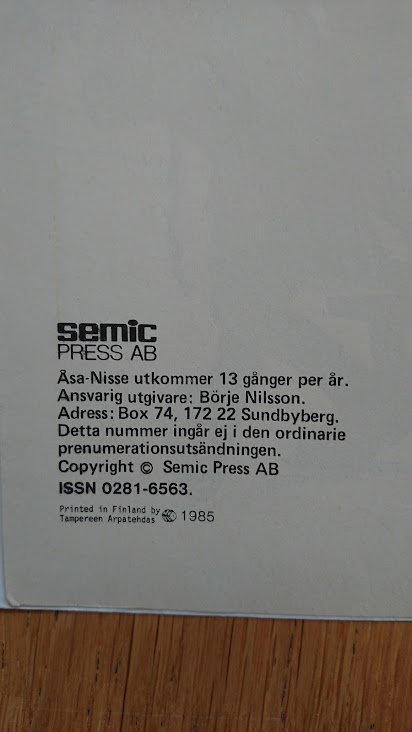 semic
PRESS AB
Åsa-Nisse utkommer 13 gånger per år.
Ansvarig utgivare: Börje Nilsson.
Adress: Box 74, 172 22 Sundbyberg.
Detta nummer ingår ej i den ordinarie
prenumerationsutsändningen.
Copyright © Semic Press AB
ISSN 0281-6563.
Printed in Finland by
Tampereen Arpatehdas 1985